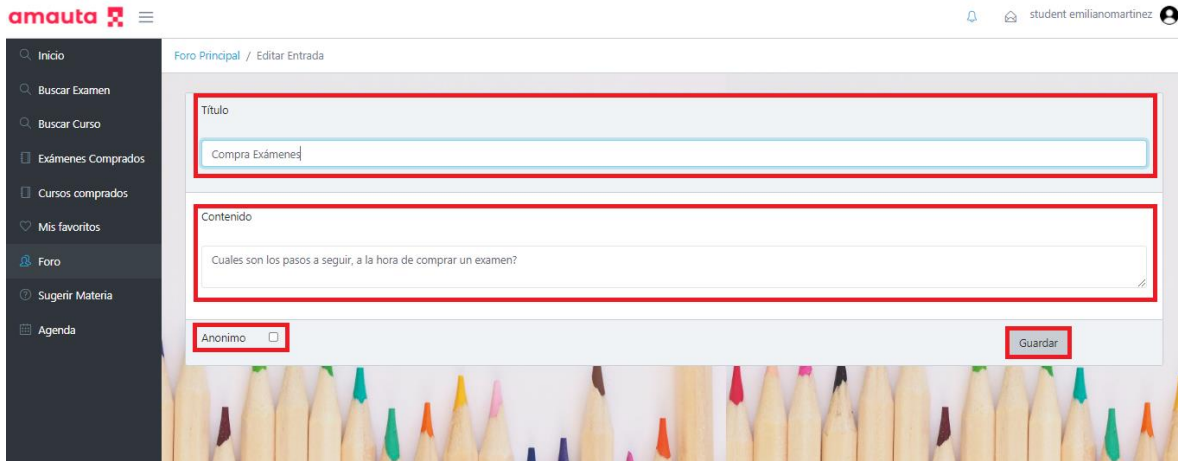 amauta
student emilianomartinez
Inicio
Buscar Examen
Buscar Curso
Exámenes Comprados
Cursos comprados
Mis favoritos
Foro
Sugerir Materia
Agenda
Foro Principal / Editar Entrada
Título
Compra Exámenes
Contenido
Cuales son los pasos a seguir, a la hora de comprar un examen?
Anonimo
Guardar